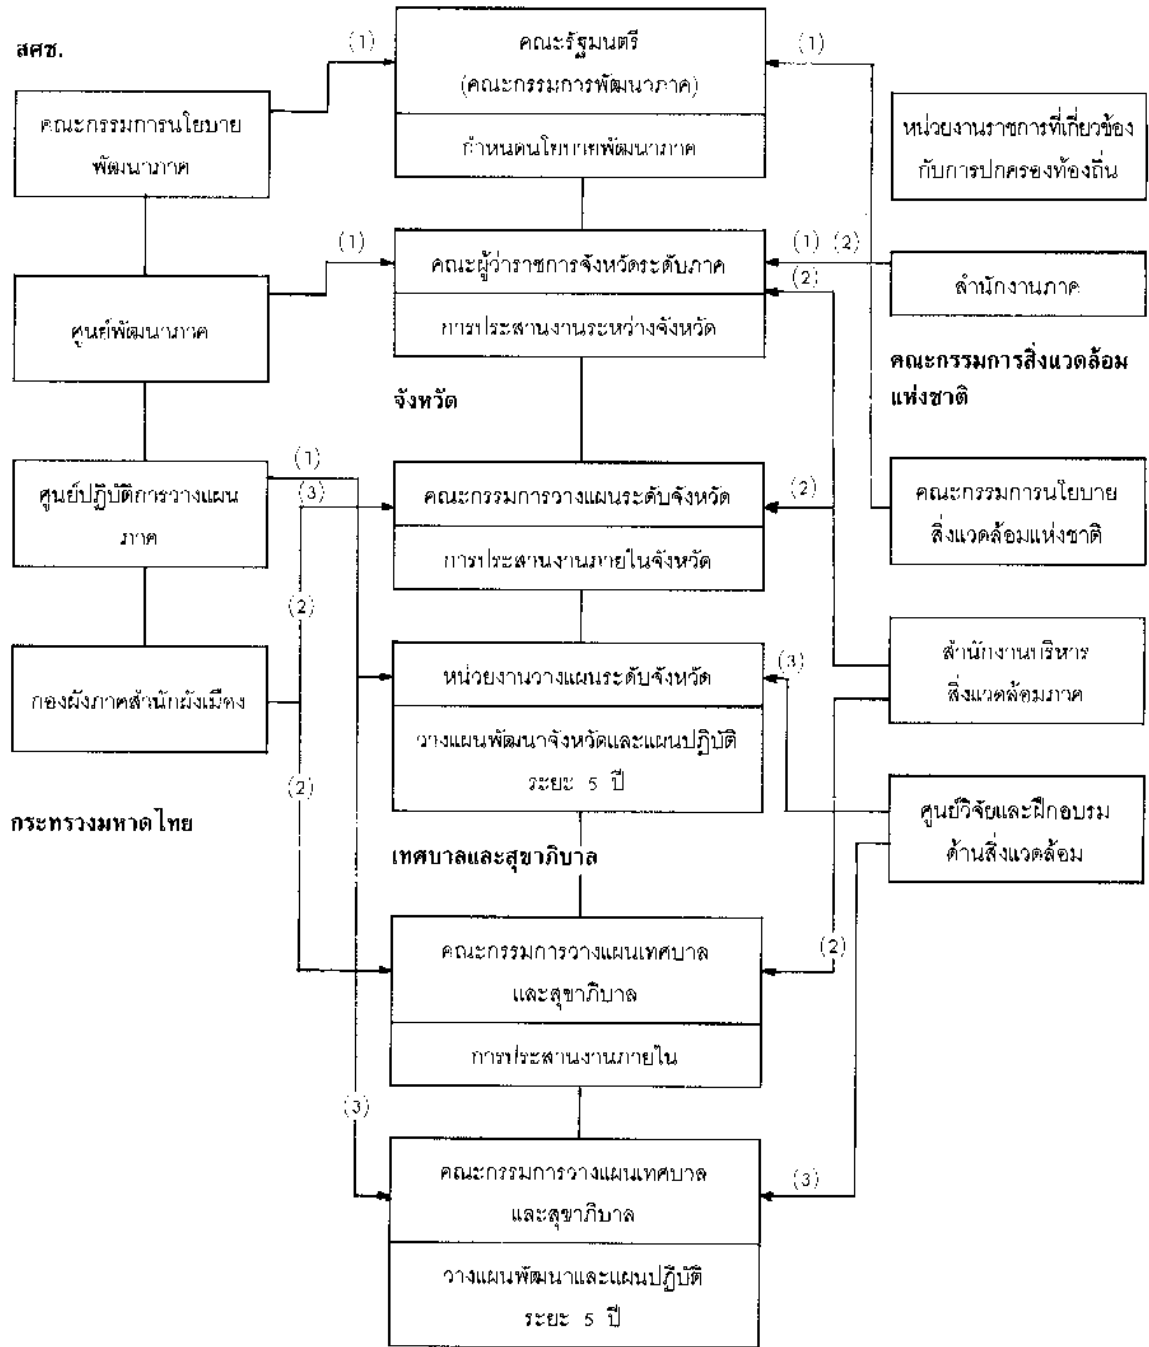 สศช.
(1)
คณะรัฐมนตรี
(คณะกรรมการพัฒนาภาค)
กำหนดนโยบายพัฒนาภาค
(1)
คณะกรรมการนโยบาย
พัฒนาภาค
หน่วยงานราชการที่เกี่ยวข้อง
กับการปกครองท้องถิ่น
(1)
คณะผู้ว่าราชการจังหวัดระดับภาค
การประสานงานระหว่างจังหวัด
(1) (2)
(2)
สำนักงานภาค
ศูนย์พัฒนาภาค
คณะกรรมการสิ่งแวดล้อม
แห่งชาติ
จังหวัด
(1)
(3)
ศูนย์ปฏิบัติการวางแผน
ภาค
คณะกรรมการวางแผนระดับจังหวัด
การประสานงานภายในจังหวัด
(2)
คณะกรรมการนโยบาย
สิ่งแวดล้อมแห่งชาติ
(2)
กองผังภาคสำนักผังเมือง
หน่วยงานวางแผนระดับจังหวัด
วางแผนพัฒนาจังหวัดและแผนปฏิบัติ
ระยะ 5 ปี
(3)
สำนักงานบริหาร
สิ่งแวดล้อมภาค
(2)
(2)
กระทรวงมหาดไทย
ศูนย์วิจัยและฝึกอบรม
ด้านสิ่งแวดล้อม
เทศบาลและสุขาภิบาล
คณะกรรมการวางแผนเทศบาล
และสุขาภิบาล
การประสานงานภายใน
(2)
(3)
คณะกรรมการวางแผนเทศบาล
และสุขาภิบาล
วางแผนพัฒนาและแผนปฏิบัติ
ระยะ 5 ปี
(3)